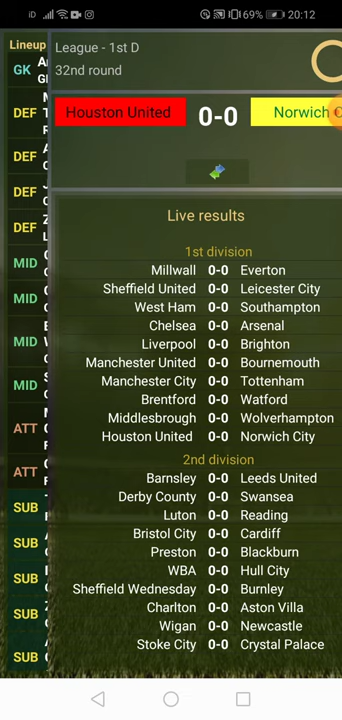 iD 69% 20:12
Lineup
GK
DEF
DEF
DEF
DEF
MID
MID
MID
MID
ATT
ATT
SUB
SUB
SUB
SUB
SUB
League - 1st D
32nd round
Houston United 0-0 Norwich
Live results
1st division
Millwall 0-0 Everton
Sheffield United 0-0 Leicester City
West Ham 0-0 Southampton
Chelsea 0-0 Arsenal
Liverpool 0-0 Brighton
Manchester United 0-0 Bournemouth
Manchester City 0-0 Tottenham
Brentford 0-0 Watford
Middlesbrough 0-0 Wolverhampton
Houston United 0-0 Norwich City
2nd division
Barnsley 0-0 Leeds United
Derby County 0-0 Swansea
Luton 0-0 Reading
Bristol City 0-0 Cardiff
Preston 0-0 Blackburn
WBA 0-0 Hull City
Sheffield Wednesday 0-0 Burnley
Charlton 0-0 Aston Villa
Wigan 0-0 Newcastle
Stoke City 0-0 Crystal Palace